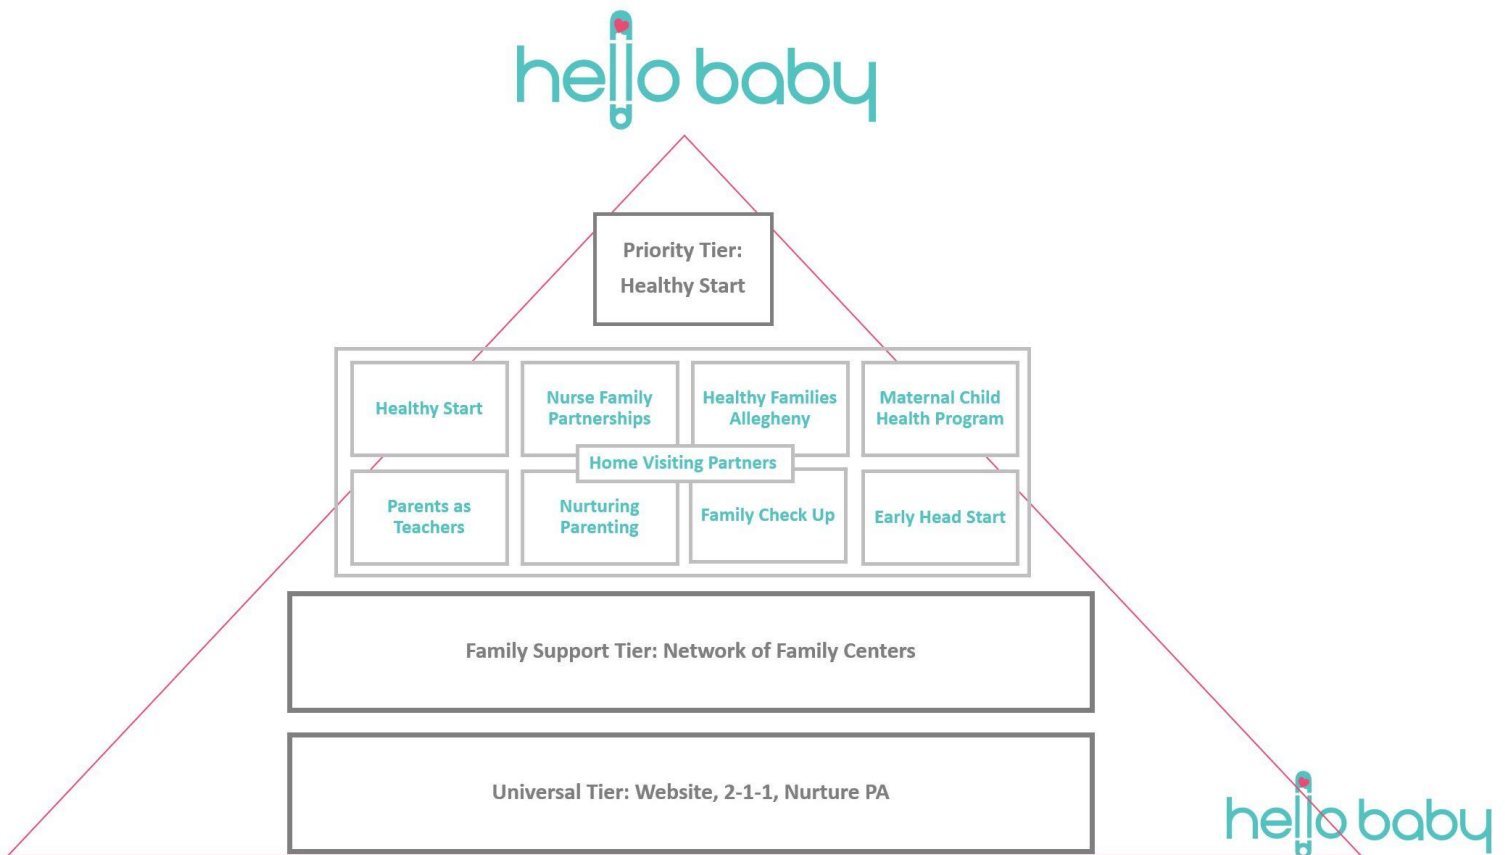 hello baby
Priority Tier:
Healthy Start
Healthy Start
Nurse Family
Partnerships
Healthy Families
Allegheny
Maternal Child
Health Program
Home Visiting Partners
Parents as
Teachers
Nurturing
Parenting
Family Check Up
Early Head Start
Family Support Tier: Network of Family Centers
Universal Tier: Website, 2-1-1, Nurture PA
hello baby